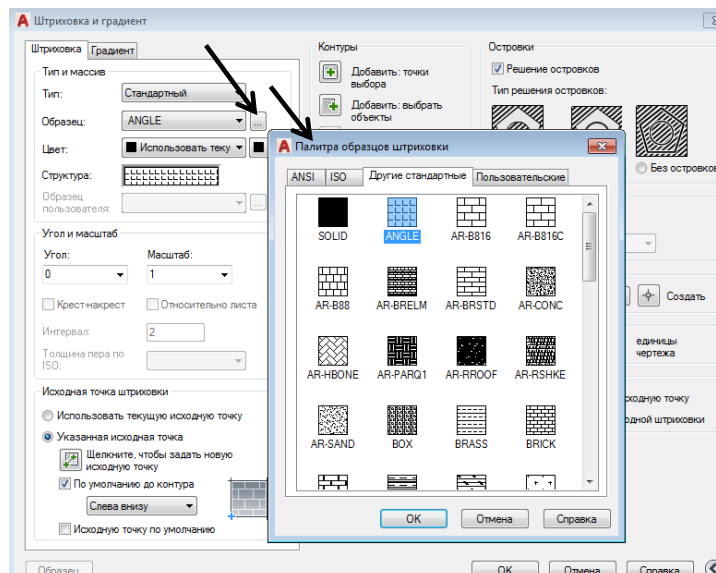 Штриховка и градиент
Штриховка Градиент
Тип и массив
Тип: Стандартный
Образец: ANGLE ...
Цвет: Использовать теку
Структура:
Образец
пользователя: ...
Угол и масштаб
Угол: Масштаб:
0 1
Крест-накрест Относительно листа
Интервал: 2
Толщина пера по
ISO:
Исходная точка штриховки
Использовать текущую исходную точку
Указанная исходная точка
Щелкните, чтобы задать новую
исходную точку
По умолчанию до контура
Слева внизу
Исходную точку по умолчанию
Образец
Контуры
Добавить: точки
выбора
Добавить: выбрать
объекты
Островки
Решение островков
Тип решения островков:
Без островков
Создать
единицы
чертежа
Палитра образцов штриховки
ANSI ISO Другие стандартные Пользовательские
SOLID ANGLE AR-B816 AR-B816C
AR-B88 AR-BRELM AR-BRSTD AR-CONC
AR-HBONE AR-PARQ1 AR-RROOF AR-RSHKE
AR-SAND BOX BRASS BRICK
OK Отмена Справка
точку
штриховки
OK Отмена Справка